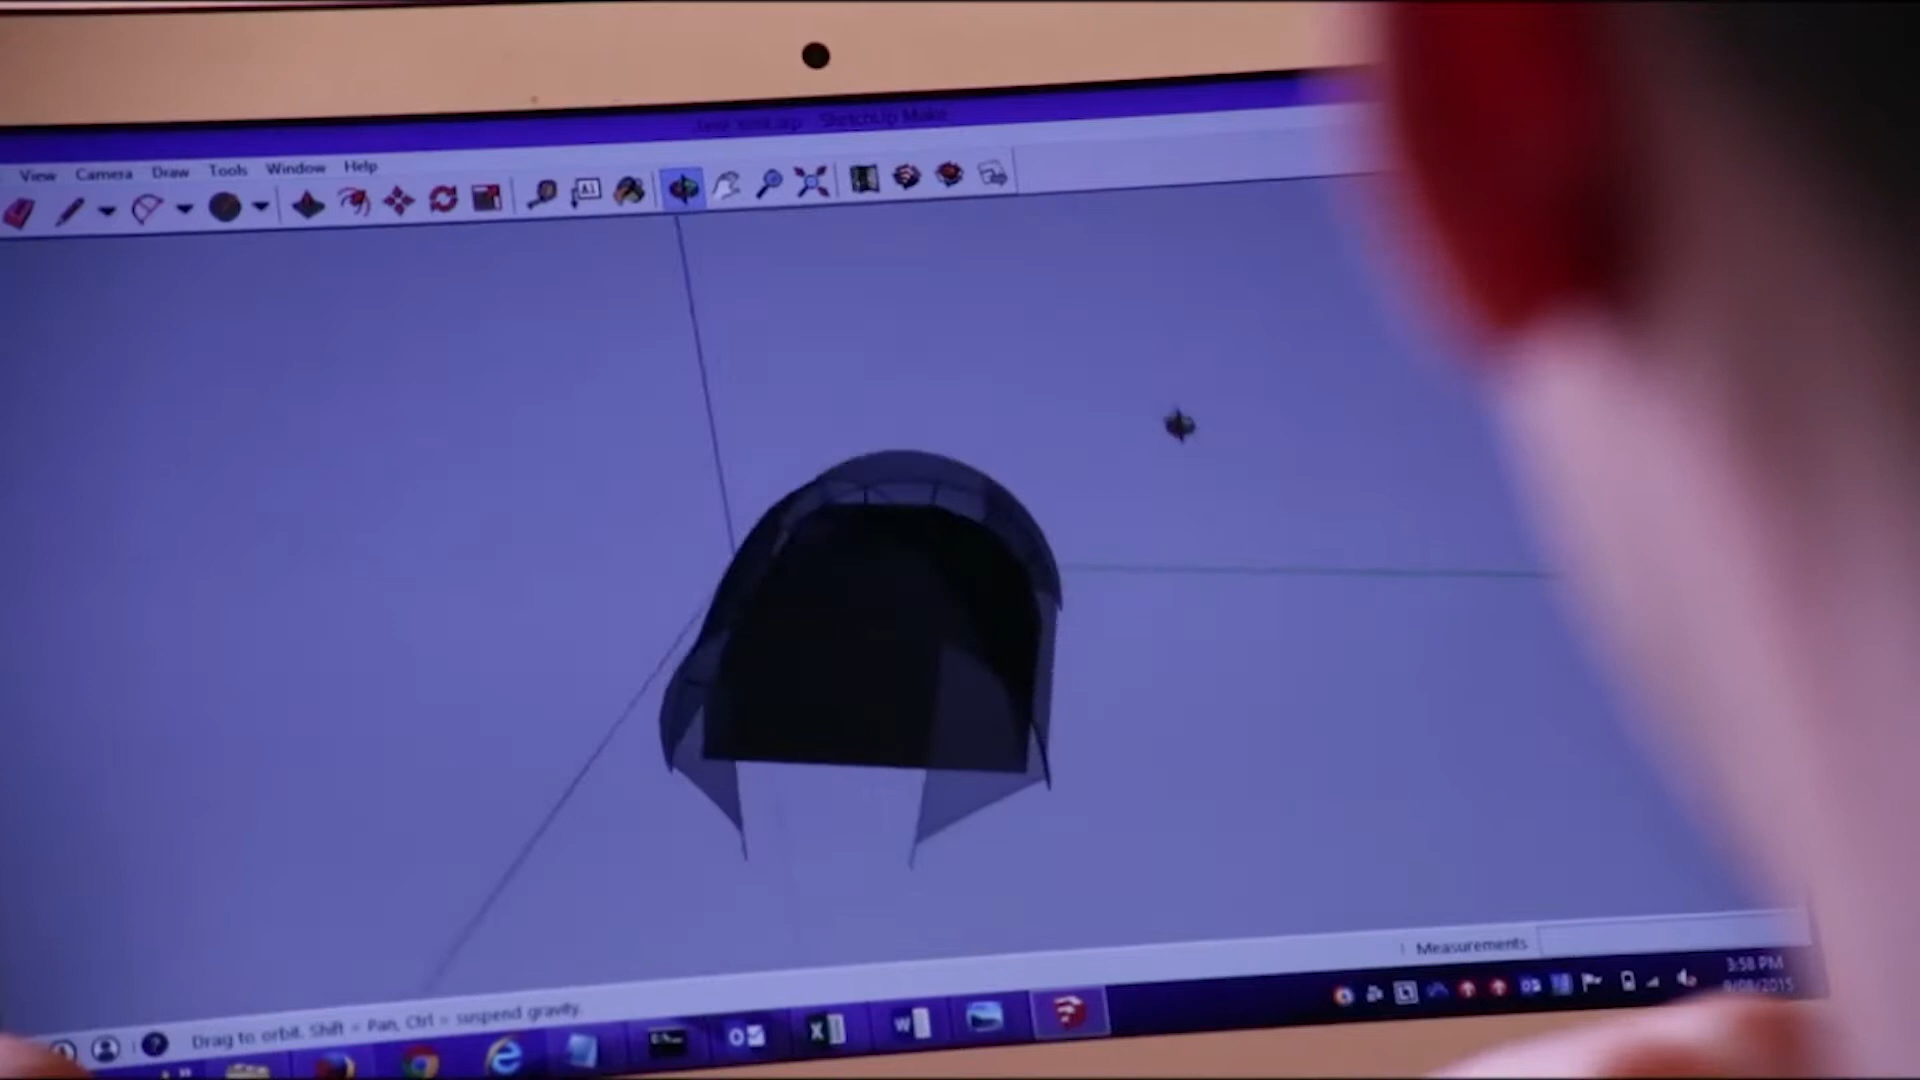 SketchUp Make
View Camera Draw Tools Window Help
A1
Measurements
3:58 PM
Drag to orbit. Shift = Pan, Ctrl = suspend gravity.